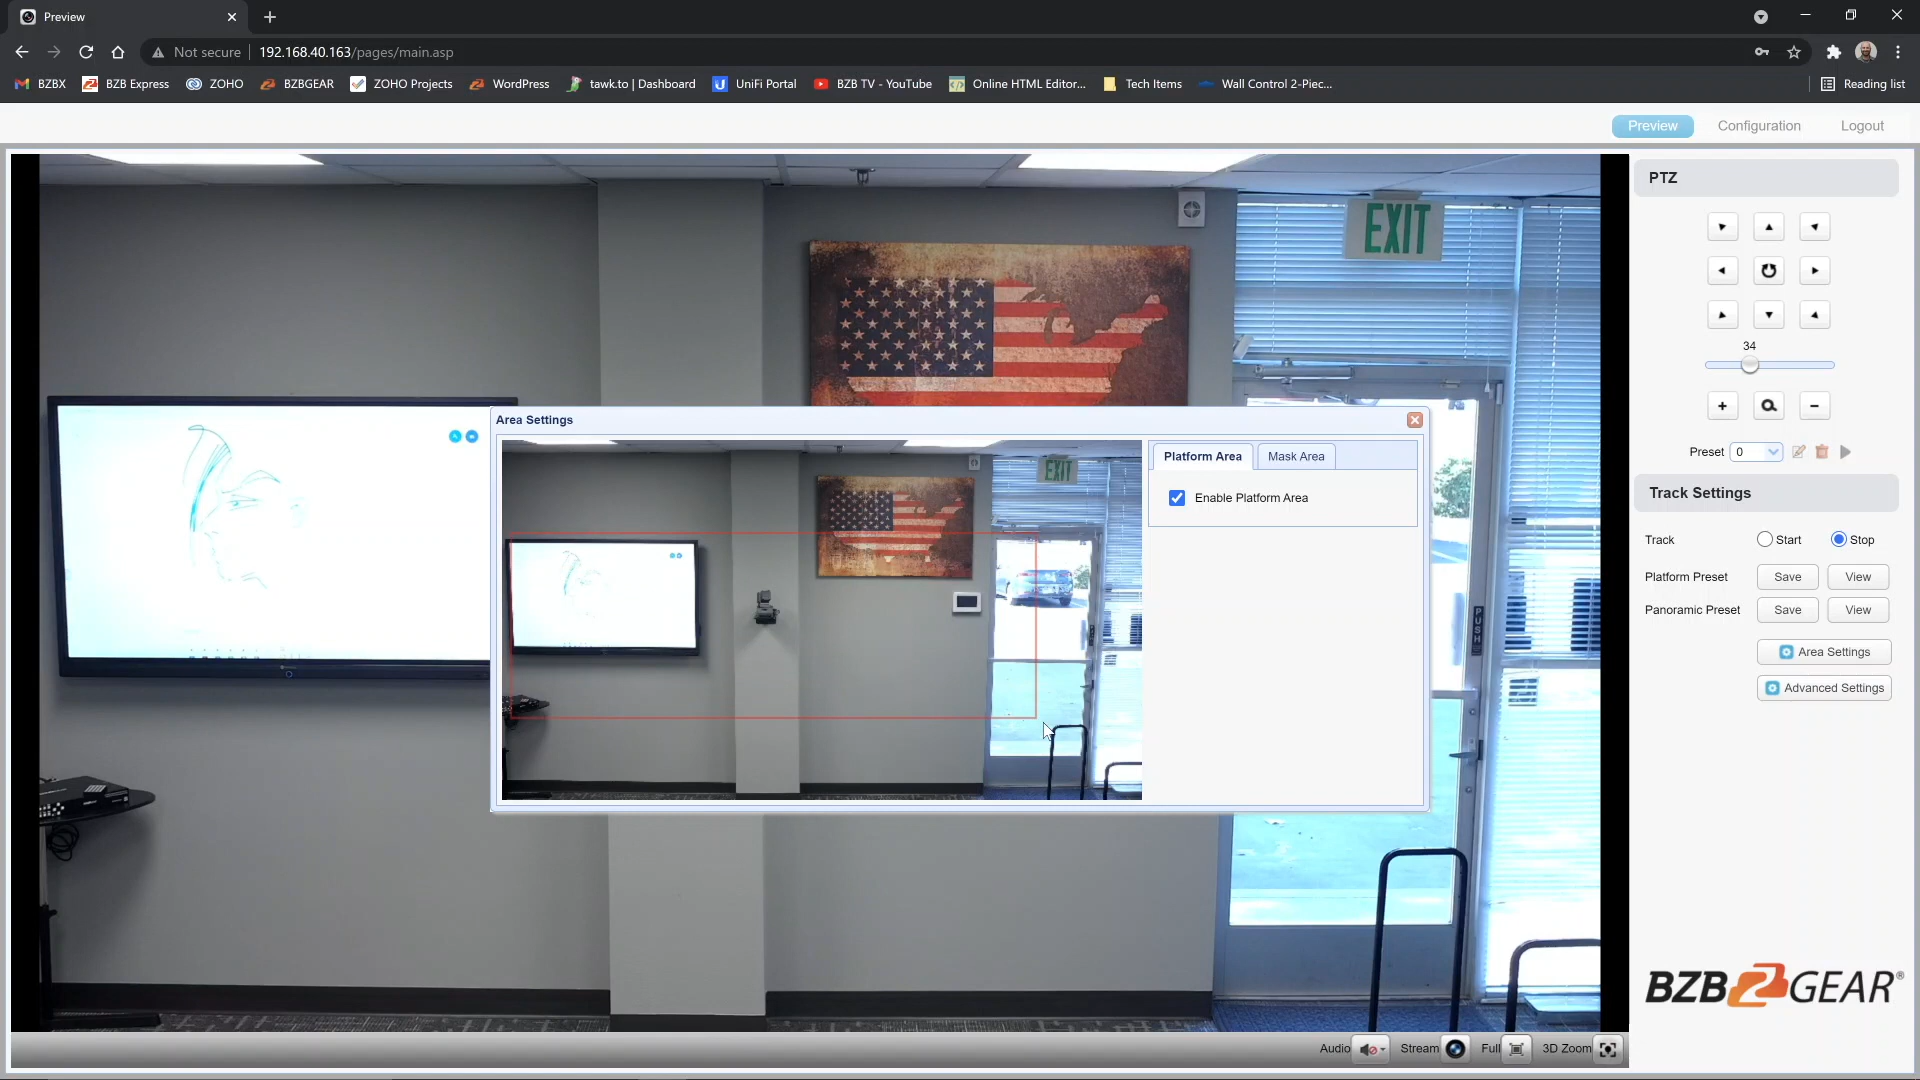 Preview
Not secure 192.168.40.163/pages/main.asp
BZBX BZB Express ZOHO BZBGEAR ZOHO Projects WordPress tawk.to | Dashboard UniFi Portal BZB TV - YouTube Online HTML Editor... Tech Items Wall Control 2-Piec... Reading list
Preview Configuration Logout
EXIT
PTZ
34
Preset 0
Track Settings
Track Start Stop
Platform Preset Save View
Panoramic Preset Save View
Area Settings
Advanced Settings
Area Settings
EXIT
Platform Area Mask Area
Enable Platform Area
PUSH
BZBGEAR®
Audio Stream Full 3D Zoom